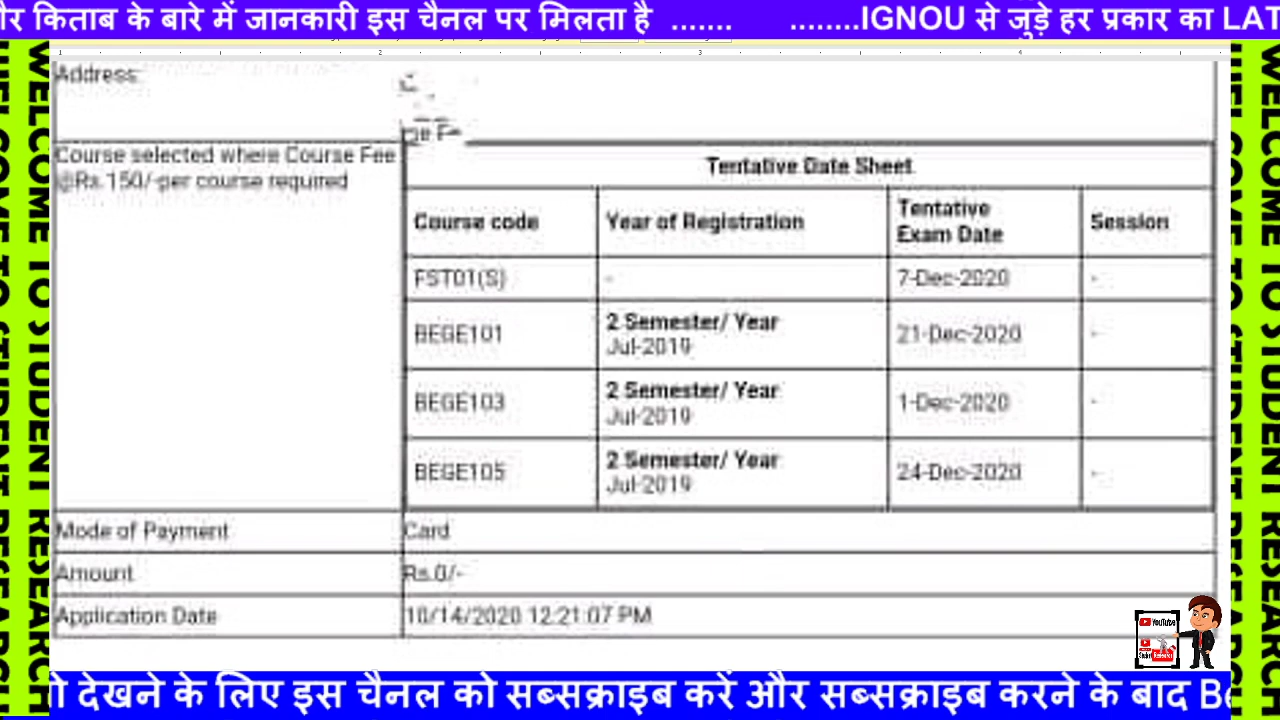 र किताब के बारे में जानकारी इस चैनल पर मिलता है ....... ........IGNOU से जुड़े हर प्रकार का LAT
1 2 3 4
Address:
Course selected where Course Fee
@Rs.150/-per course required
Tentative Date Sheet
Course code Year of Registration Tentative Exam Date Session
FST01(S) - 7-Dec-2020 -
BEGE101 2 Semester/ Year Jul-2019 21-Dec-2020 -
BEGE103 2 Semester/ Year Jul-2019 1-Dec-2020 -
BEGE105 2 Semester/ Year Jul-2019 24-Dec-2020 -
Mode of Payment Card
Amount Rs.0/-
Application Date 10/14/2020 12:21:07 PM
YouTube
देखने के लिए इस चैनल को सब्सक्राइब करें और सब्सक्राइब करने के बाद Be
WELCOME TO STUDENT RESEARCH
WELCOME TO STUDENT RESEARCH